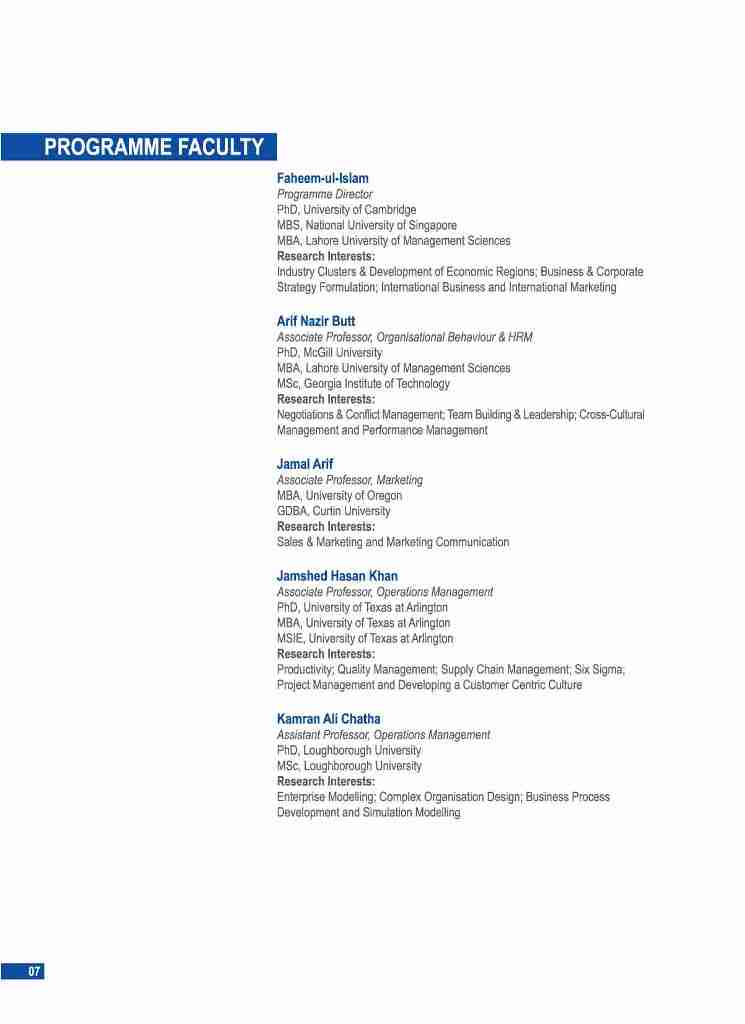 PROGRAMME FACULTY
Faheem-ul-Islam
Programme Director
PhD, University of Cambridge
MBS, National University of Singapore
MBA, Lahore University of Management Sciences
Research Interests:
Industry Clusters & Development of Economic Regions; Business & Corporate
Strategy Formulation; International Business and International Marketing
Arif Nazir Butt
Associate Professor, Organisational Behaviour & HRM
PhD, McGill University
MBA, Lahore University of Management Sciences
MSc, Georgia Institute of Technology
Research Interests:
Negotiations & Conflict Management; Team Building & Leadership; Cross-Cultural
Management and Performance Management
Jamal Arif
Associate Professor, Marketing
MBA, University of Oregon
GDBA, Curtin University
Research Interests:
Sales & Marketing and Marketing Communication
Jamshed Hasan Khan
Associate Professor, Operations Management
PhD, University of Texas at Arlington
MBA, University of Texas at Arlington
MSIE, University of Texas at Arlington
Research Interests:
Productivity; Quality Management; Supply Chain Management; Six Sigma;
Project Management and Developing a Customer Centric Culture
Kamran Ali Chatha
Assistant Professor, Operations Management
PhD, Loughborough University
MSc, Loughborough University
Research Interests:
Enterprise Modelling; Complex Organisation Design; Business Process
Development and Simulation Modelling
07